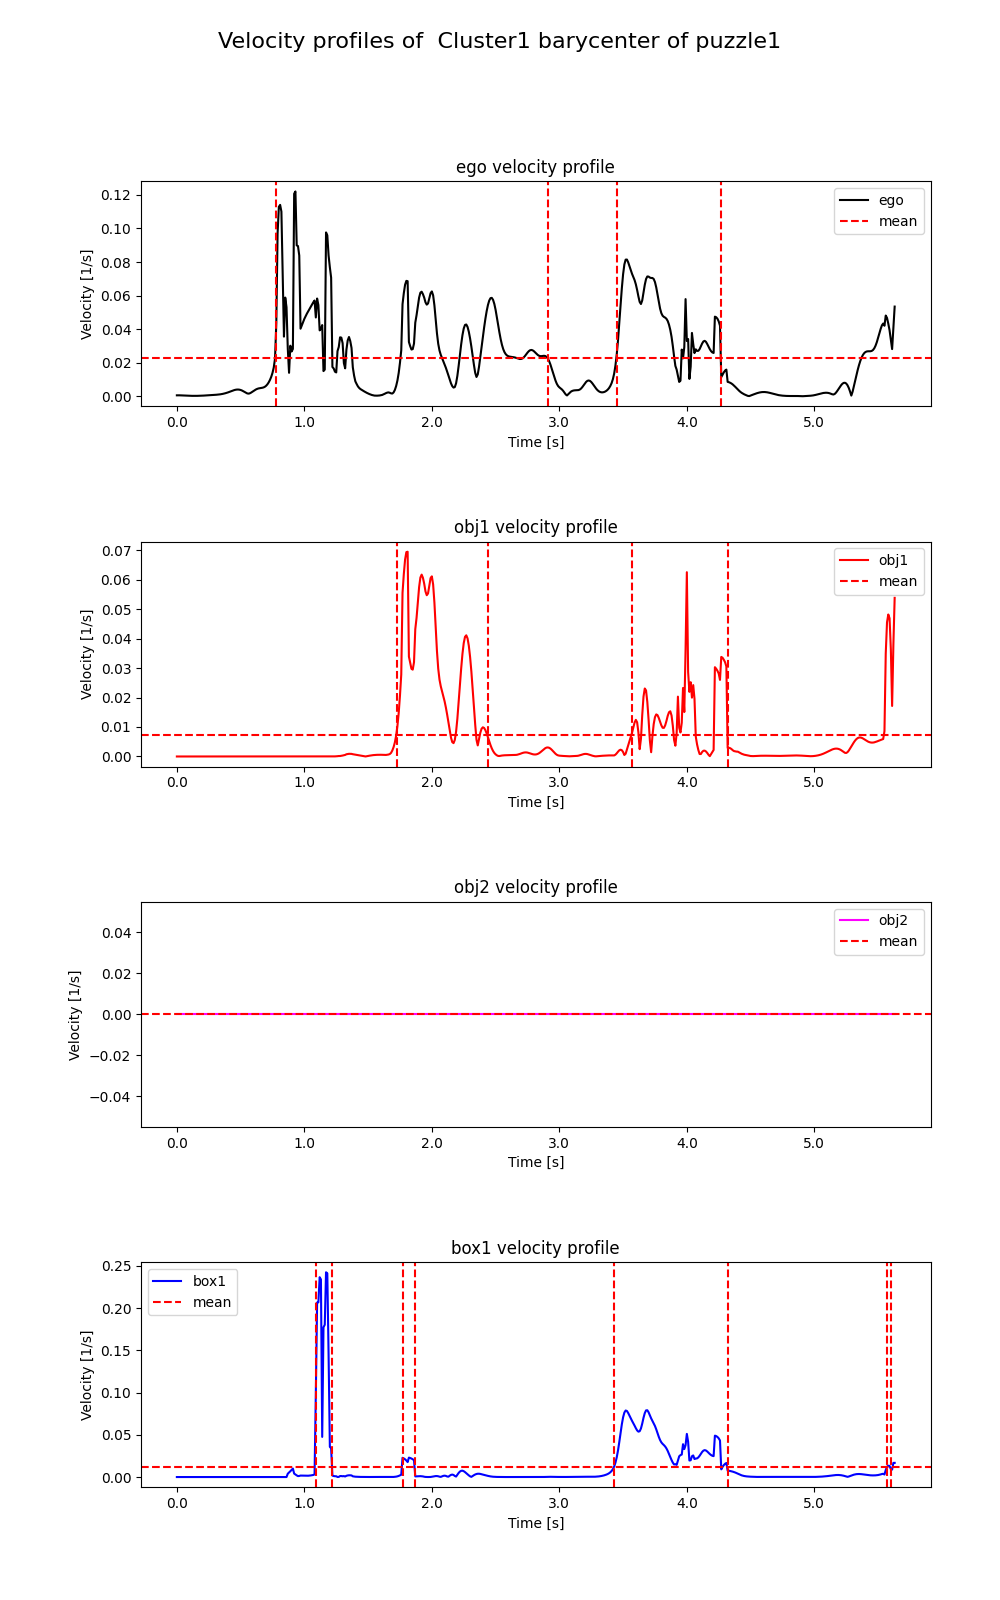 Velocity profiles of  Cluster1 barycenter of puzzle1
ego velocity profile
Velocity [1/s]
0.12
0.10
0.08
0.06
0.04
0.02
0.00
ego
mean
0.0 1.0 2.0 3.0 4.0 5.0
Time [s]
obj1 velocity profile
Velocity [1/s]
0.07
0.06
0.05
0.04
0.03
0.02
0.01
0.00
obj1
mean
0.0 1.0 2.0 3.0 4.0 5.0
Time [s]
obj2 velocity profile
Velocity [1/s]
0.04
0.02
0.00
−0.02
−0.04
obj2
mean
0.0 1.0 2.0 3.0 4.0 5.0
Time [s]
box1 velocity profile
Velocity [1/s]
0.25
0.20
0.15
0.10
0.05
0.00
box1
mean
0.0 1.0 2.0 3.0 4.0 5.0
Time [s]